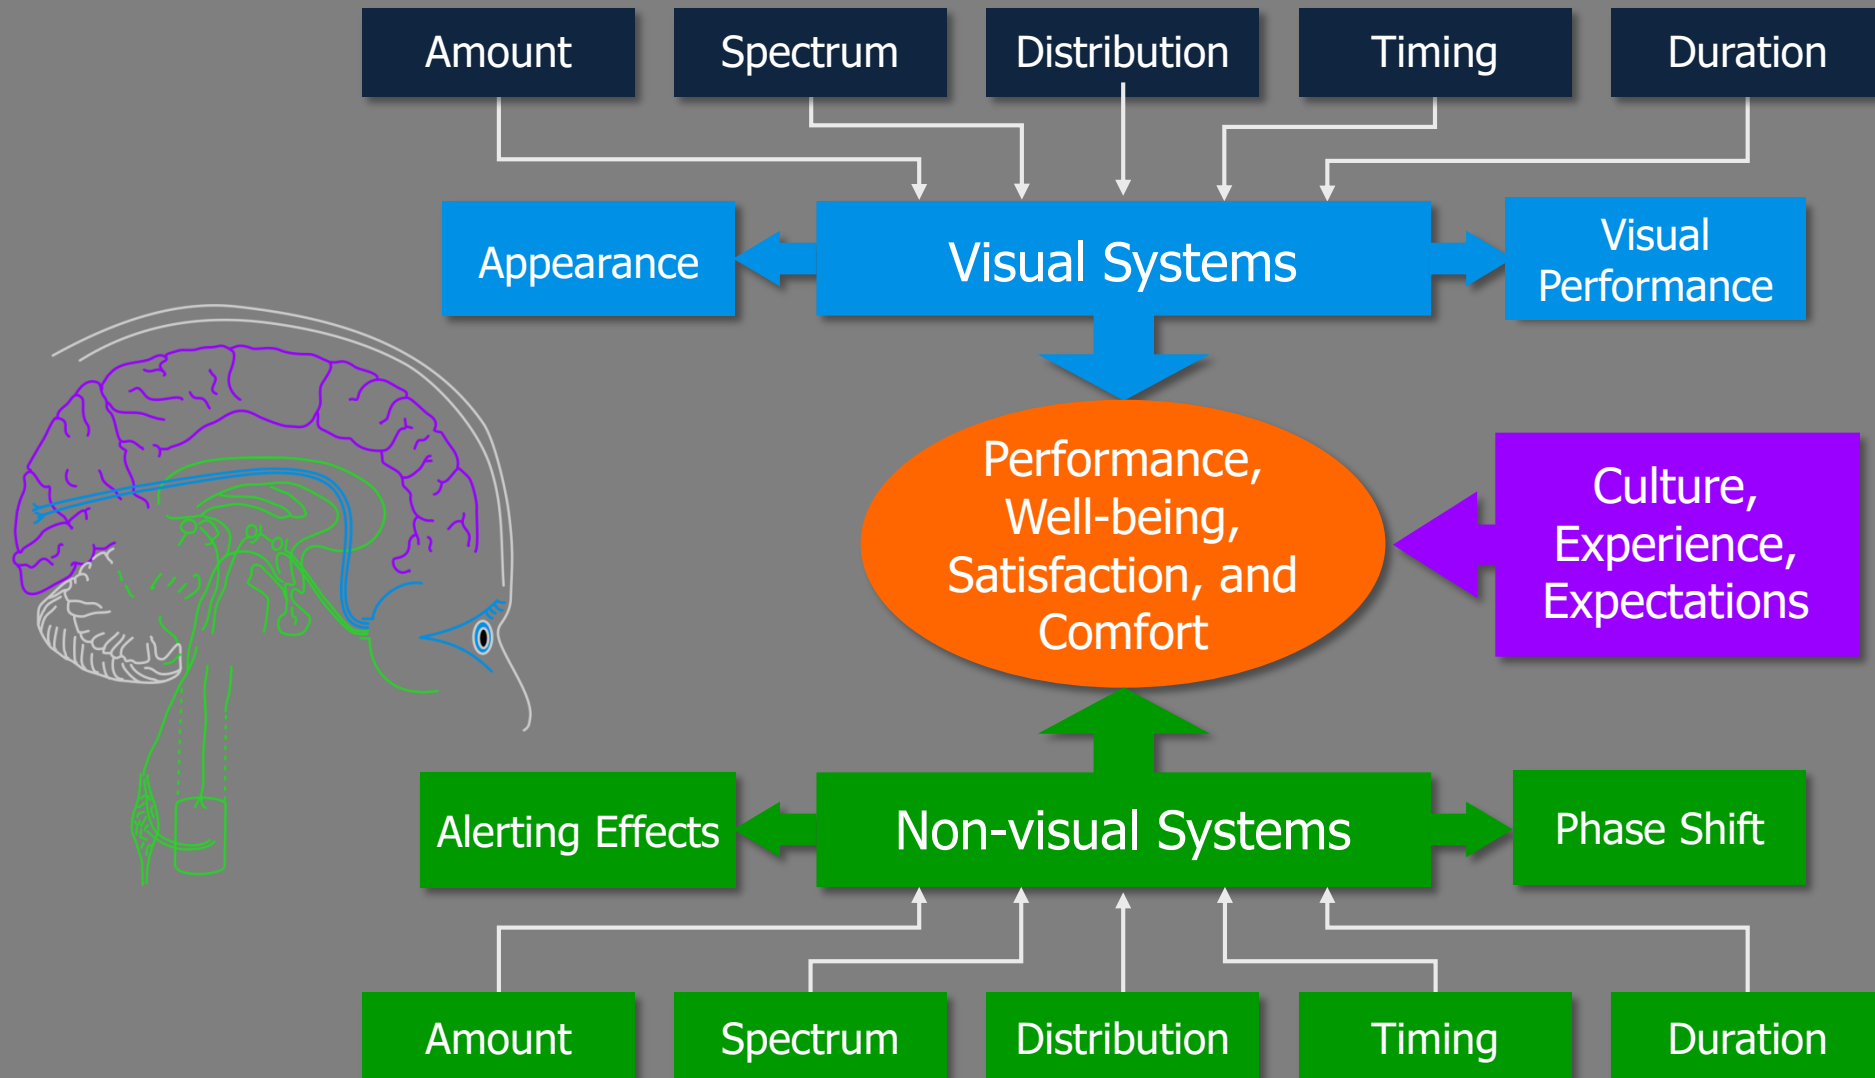 Amount
Spectrum
Distribution
Timing
Duration
Appearance
Visual Systems
Visual
Performance
Performance,
Well-being,
Satisfaction, and
Comfort
Culture,
Experience,
Expectations
Alerting Effects
Non-visual Systems
Phase Shift
Amount
Spectrum
Distribution
Timing
Duration